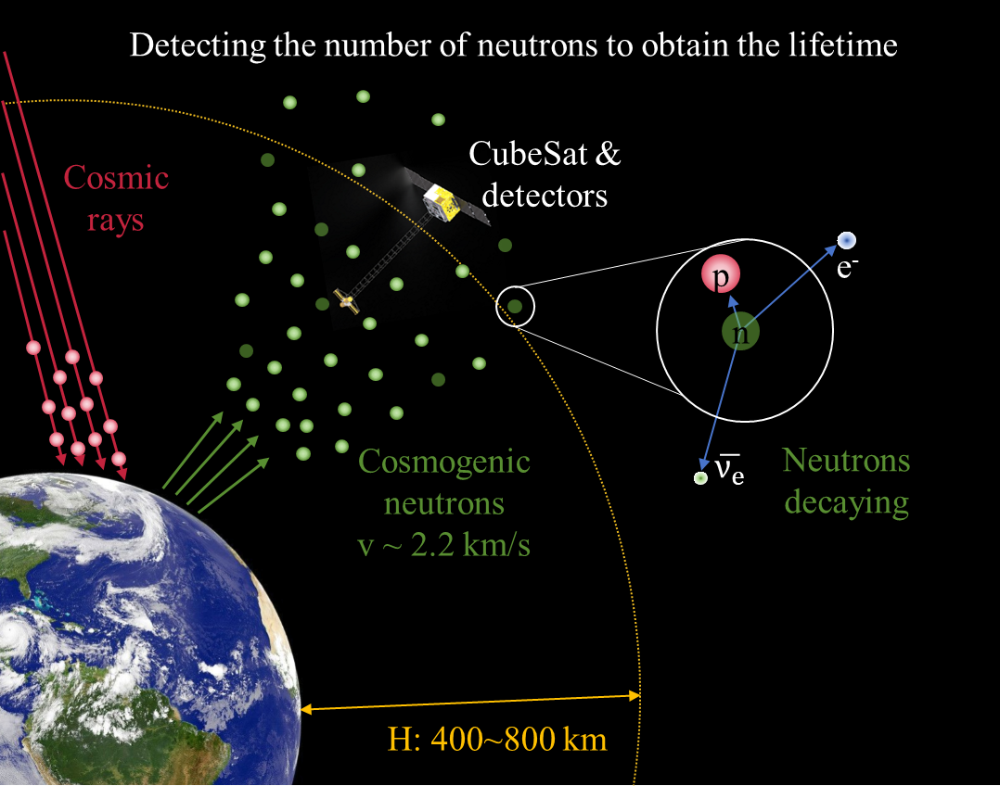 Detecting the number of neutrons to obtain the lifetime
CubeSat &
detectors
Cosmic
rays
e⁻
p
n
ν̅ₑ
Cosmogenic
neutrons
v ~ 2.2 km/s
Neutrons
decaying
H: 400~800 km